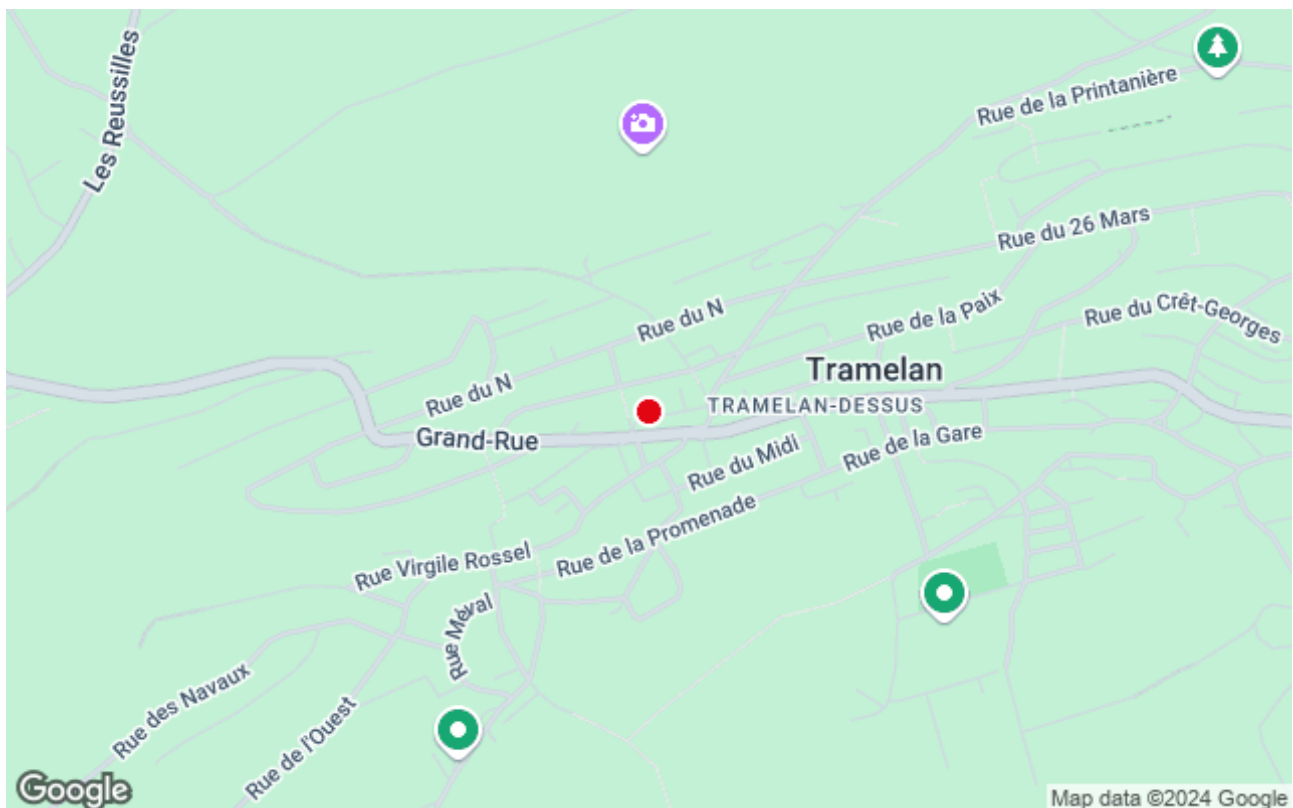 Les Reussilles
Rue de la Printanière
Rue du 26 Mars
Rue du N
Rue de la Paix
Rue du Crêt-Georges
Tramelan
TRAMELAN-DESSUS
Rue du N
Grand-Rue
Rue du Midi
Rue de la Gare
Rue de la Promenade
Rue Virgile Rossel
Rue Mèval
Rue des Navaux
Rue de l'Ouest
Google
Map data ©2024 Google